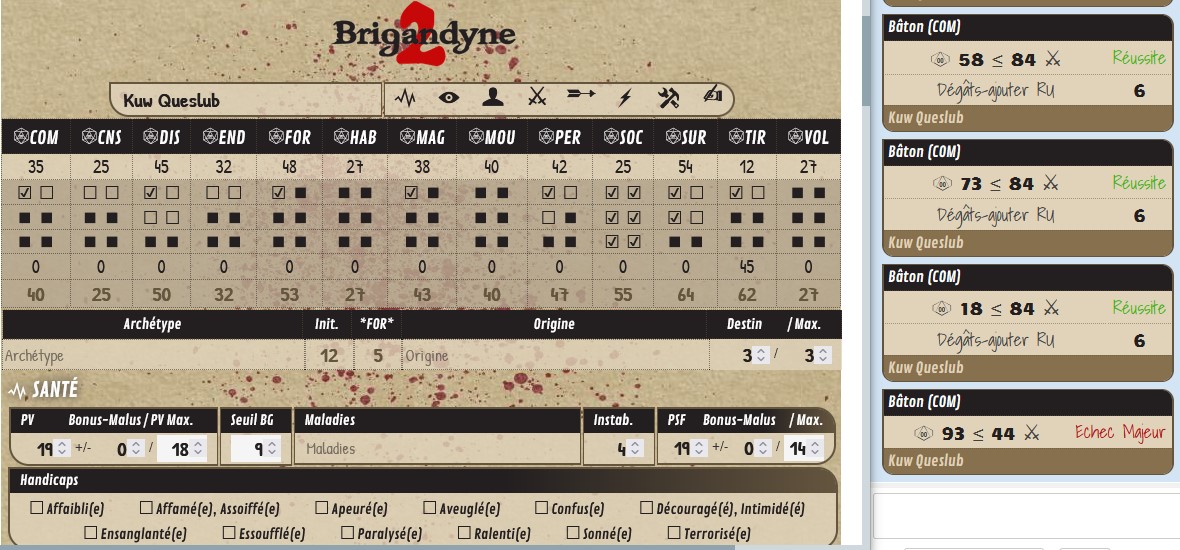 Brigandyne 2
Kuw Queslub
COM CNS DIS END FOR HAB MAG MOU PER SOC SUR TIR VOL
35 25 45 32 48 27 38 40 42 25 54 12 27
0 0 0 0 0 0 0 0 0 0 0 45 0
40 25 50 32 53 27 43 40 47 55 64 62 27
Archétype Init. *FOR* Origine Destin / Max.
Archétype 12 5 Origine 3 / 3
SANTÉ
PV Bonus-Malus / PV Max. Seuil BG Maladies Instab. PSF Bonus-Malus / Max.
19 +/- 0 / 18 9 Maladies 4 19 +/- 0 / 14
Handicaps
Affaibli(e) Affamé(e), Assoiffé(e) Apeuré(e) Aveuglé(e) Confus(e) Découragé(é), Intimidé(é)
Ensanglanté(e) Essoufflé(e) Paralysé(e) Ralenti(e) Sonné(e) Terrorisé(e)
Bâton (COM)
58 ≤ 84 Réussite
Dégâts-ajouter RU 6
Kuw Queslub
Bâton (COM)
73 ≤ 84 Réussite
Dégâts-ajouter RU 6
Kuw Queslub
Bâton (COM)
18 ≤ 84 Réussite
Dégâts-ajouter RU 6
Kuw Queslub
Bâton (COM)
93 ≤ 44 Echec Majeur
Kuw Queslub